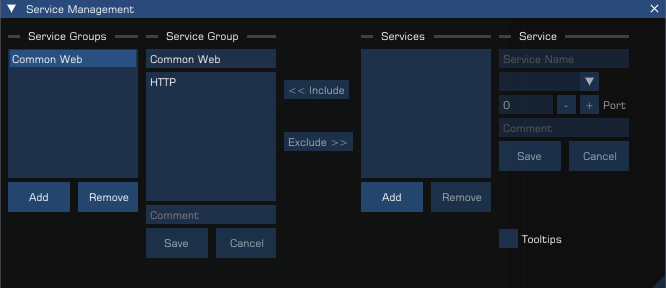 Service Management
Service Groups
Common Web
Add
Remove
Service Group
Common Web
HTTP
Comment
Save
Cancel
<< Include
Exclude >>
Services
Add
Remove
Service
Service Name
0
-
+
Port
Comment
Save
Cancel
Tooltips